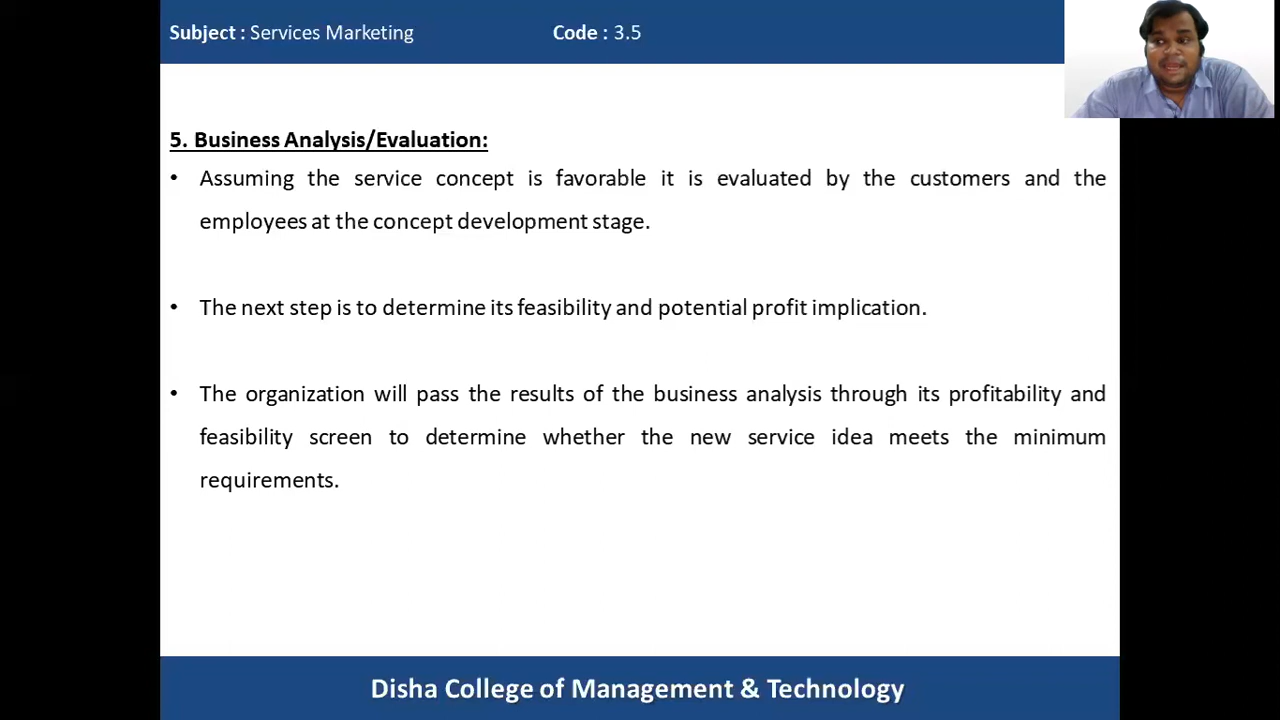 Subject : Services Marketing Code : 3.5
5. Business Analysis/Evaluation:
• Assuming the service concept is favorable it is evaluated by the customers and the
employees at the concept development stage.
• The next step is to determine its feasibility and potential profit implication.
• The organization will pass the results of the business analysis through its profitability and
feasibility screen to determine whether the new service idea meets the minimum
requirements.
Disha College of Management & Technology